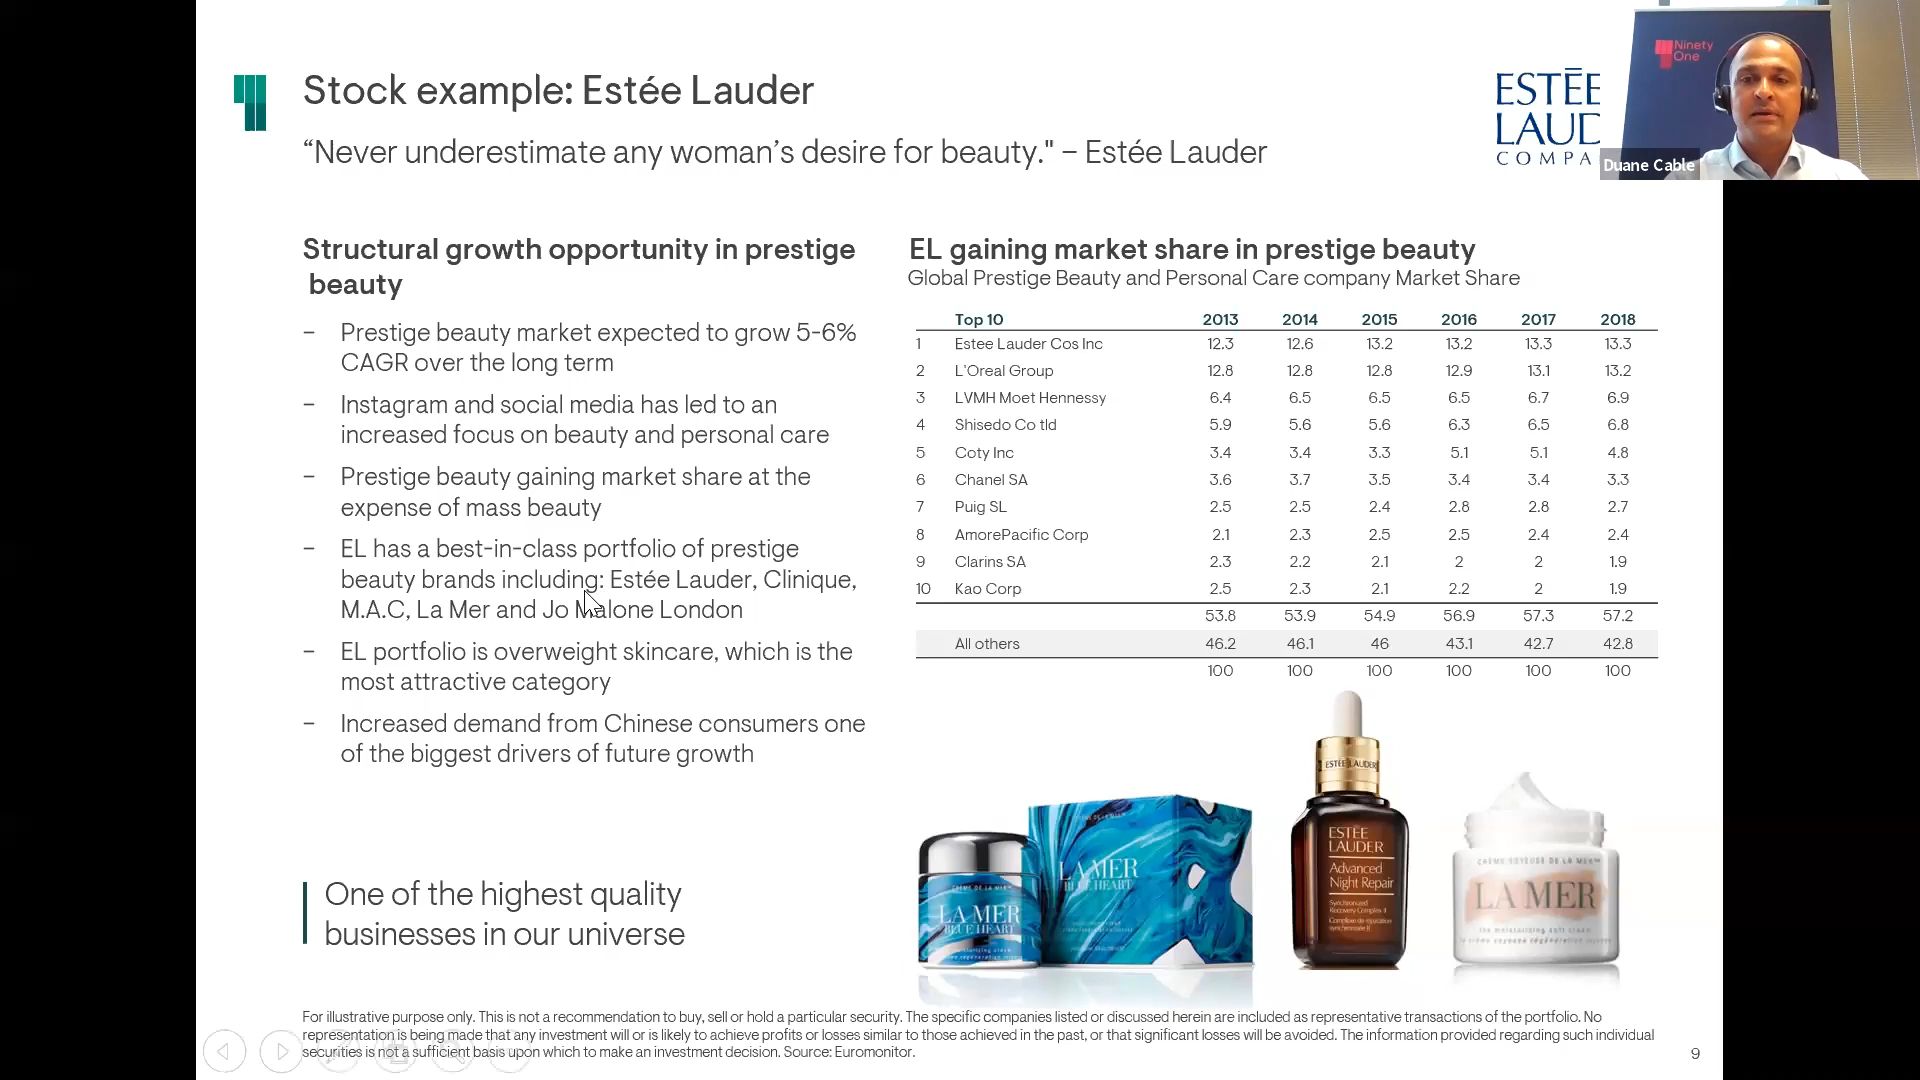 Stock example: Estée Lauder
“Never underestimate any woman’s desire for beauty." – Estée Lauder
ESTĒE
LAUD
COMPA
Ninety
One
Duane Cable
Structural growth opportunity in prestige
beauty
– Prestige beauty market expected to grow 5-6%
CAGR over the long term
– Instagram and social media has led to an
increased focus on beauty and personal care
– Prestige beauty gaining market share at the
expense of mass beauty
– EL has a best-in-class portfolio of prestige
beauty brands including: Estée Lauder, Clinique,
M.A.C, La Mer and Jo Malone London
– EL portfolio is overweight skincare, which is the
most attractive category
– Increased demand from Chinese consumers one
of the biggest drivers of future growth
One of the highest quality
businesses in our universe
EL gaining market share in prestige beauty
Global Prestige Beauty and Personal Care company Market Share
Top 10 2013 2014 2015 2016 2017 2018
1 Estee Lauder Cos Inc 12.3 12.6 13.2 13.2 13.3 13.3
2 L'Oreal Group 12.8 12.8 12.8 12.9 13.1 13.2
3 LVMH Moet Hennessy 6.4 6.5 6.5 6.5 6.7 6.9
4 Shisedo Co tld 5.9 5.6 5.6 6.3 6.5 6.8
5 Coty Inc 3.4 3.4 3.3 5.1 5.1 4.8
6 Chanel SA 3.6 3.7 3.5 3.4 3.4 3.3
7 Puig SL 2.5 2.5 2.4 2.8 2.8 2.7
8 AmorePacific Corp 2.1 2.3 2.5 2.5 2.4 2.4
9 Clarins SA 2.3 2.2 2.1 2 2 1.9
10 Kao Corp 2.5 2.3 2.1 2.2 2 1.9
53.8 53.9 54.9 56.9 57.3 57.2
All others 46.2 46.1 46 43.1 42.7 42.8
100 100 100 100 100 100
LA MER
BLUE HEART
LA MER
BLUE HEART
ESTĒE LAUDER
ESTĒE
LAUDER
Advanced
Night Repair
Synchronized
Recovery Complex II
LA MER
the moisturizing soft cream
For illustrative purpose only. This is not a recommendation to buy, sell or hold a particular security. The specific companies listed or discussed herein are included as representative transactions of the portfolio. No
representation is being made that any investment will or is likely to achieve profits or losses similar to those achieved in the past, or that significant losses will be avoided. The information provided regarding such individual
securities is not a sufficient basis upon which to make an investment decision. Source: Euromonitor.
9